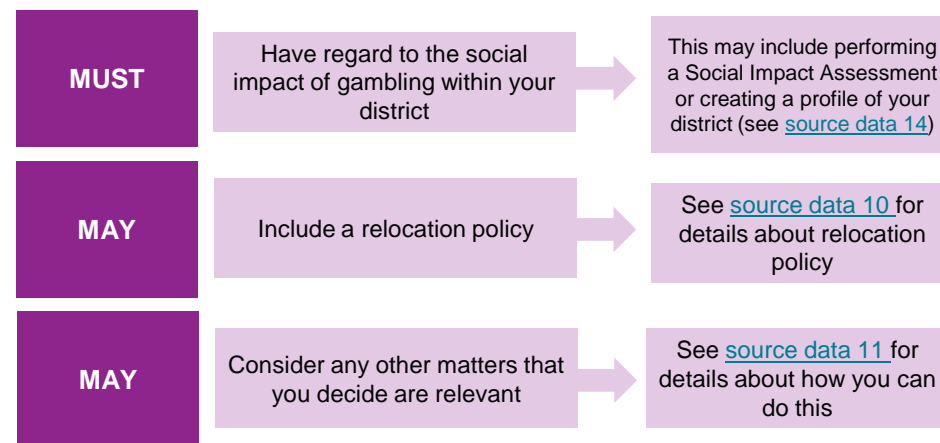 MUST
Have regard to the social
impact of gambling within your
district
This may include performing
a Social Impact Assessment
or creating a profile of your
district (see source data 14)
MAY
Include a relocation policy
See source data 10 for
details about relocation
policy
MAY
Consider any other matters that
you decide are relevant
See source data 11 for
details about how you can
do this